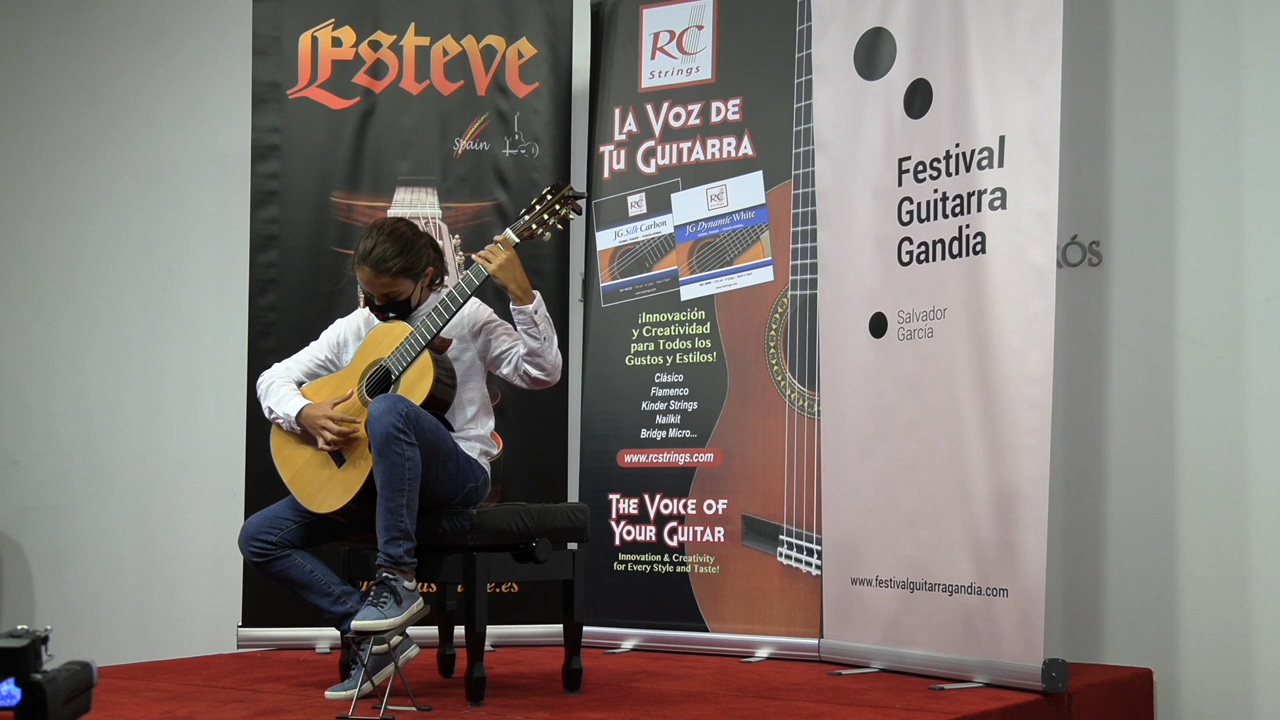 Esteve
Spain
RC
Strings
LA VOZ DE
TU GUITARRA
RC
JG Silk Carbon
RC
JG Dynamic White
¡Innovación
y Creatividad
para Todos los
Gustos y Estilos!
Clásico
Flamenco
Kinder Strings
Nailkit
Bridge Micro...
www.rcstrings.com
THE VOICE OF
YOUR GUITAR
Innovation & Creativity
for Every Style and Taste!
Festival
Guitarra
Gandia
Salvador
García
www.festivalguitarragandia.com
RÓS